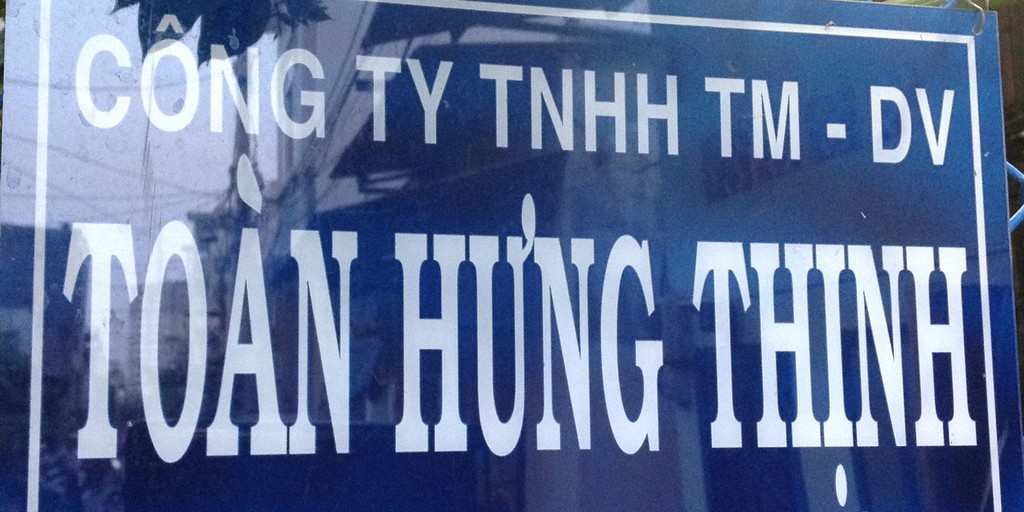 CÔNG TY TNHH TM - DV
TOÀN HƯNG THỊNH